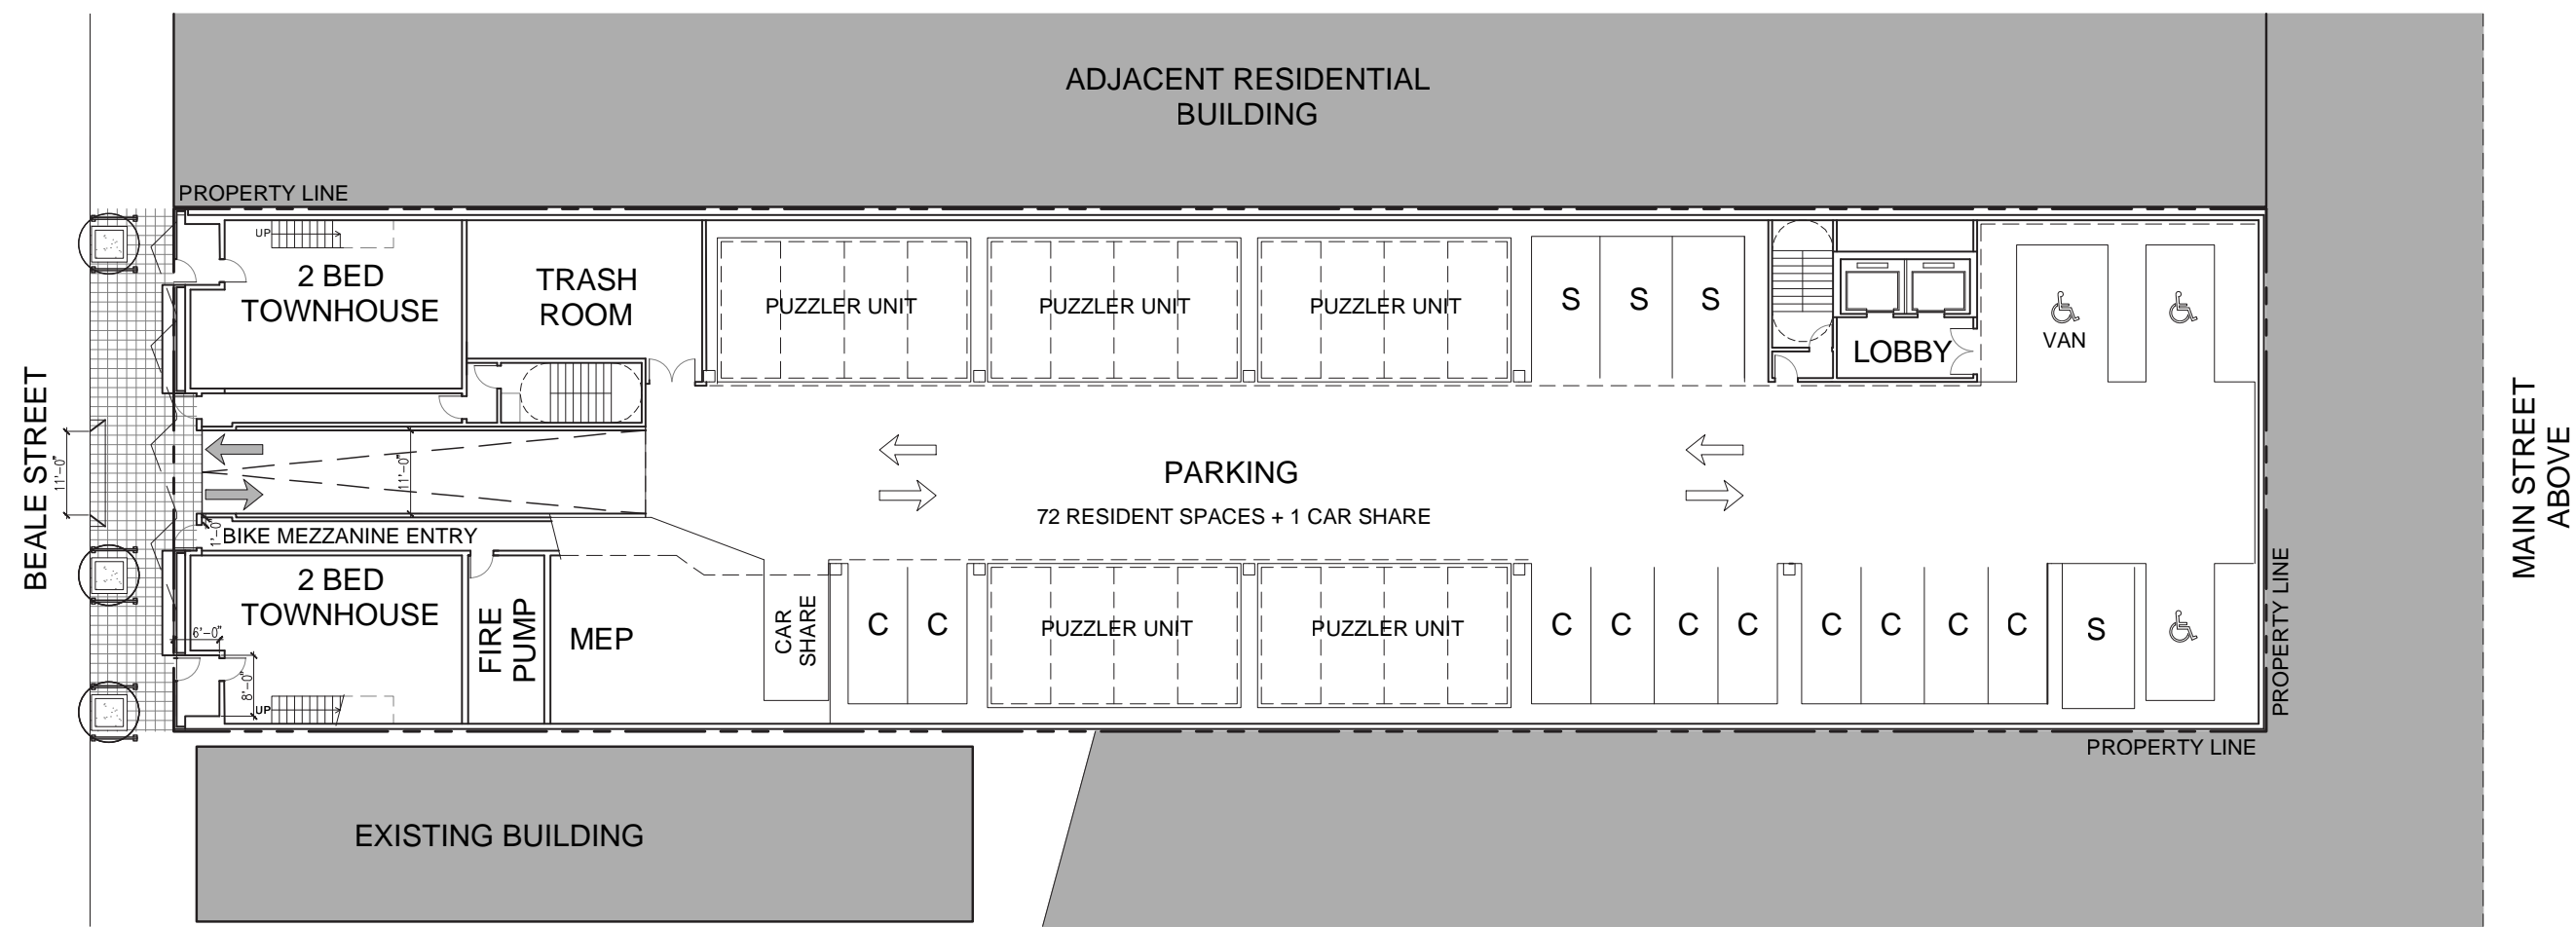 ADJACENT RESIDENTIAL
BUILDING
PROPERTY LINE
UP
2 BED
TOWNHOUSE
TRASH
ROOM
PUZZLER UNIT
PUZZLER UNIT
PUZZLER UNIT
S
S
S
LOBBY
VAN
BEALE STREET
11'-0"
11'-0"
PARKING
72 RESIDENT SPACES + 1 CAR SHARE
MAIN STREET
ABOVE
1'-0"
BIKE MEZZANINE ENTRY
2 BED
TOWNHOUSE
6'-0"
8'-0"
UP
FIRE
PUMP
MEP
CAR
SHARE
C
C
PUZZLER UNIT
PUZZLER UNIT
C
C
C
C
C
C
C
C
S
PROPERTY LINE
PROPERTY LINE
EXISTING BUILDING